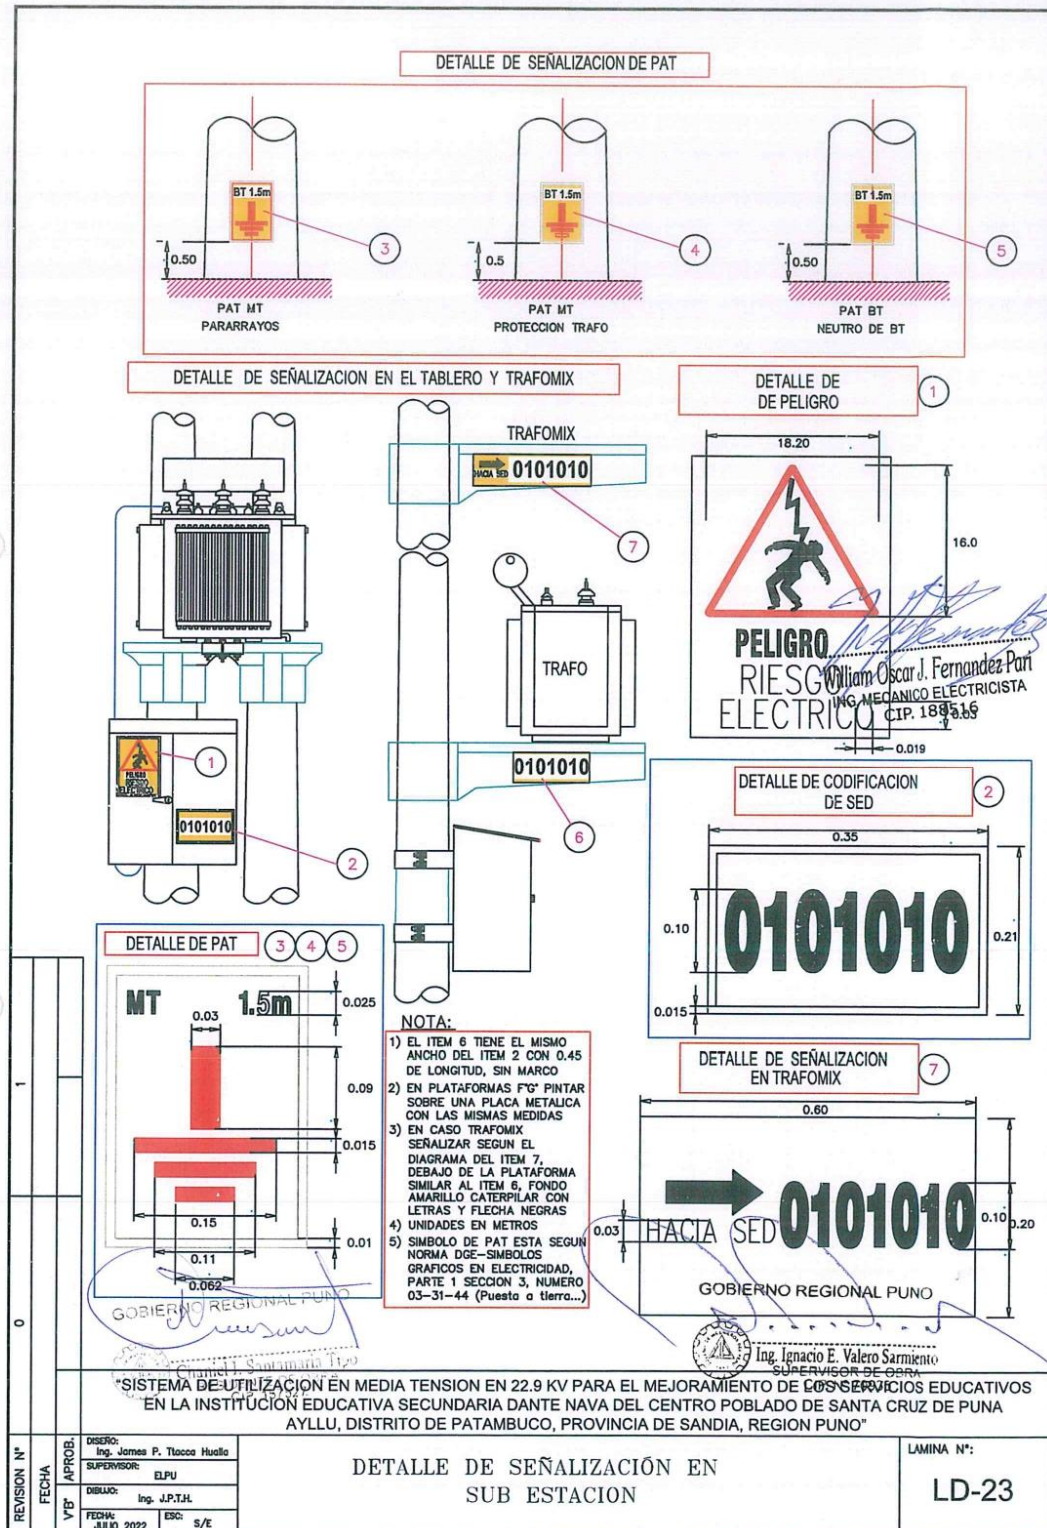 DETALLE DE SEÑALIZACION DE PAT
BT 1.5m
BT 1.5m
BT 1.5m
3
4
5
0.50
0.5
0.50
PAT MT
PARARRAYOS
PAT MT
PROTECCION TRAFO
PAT BT
NEUTRO DE BT
DETALLE DE SEÑALIZACION EN EL TABLERO Y TRAFOMIX
TRAFOMIX
HACIA SED 0101010
7
TRAFO
0101010
6
PELIGRO
RIESGO
ELECTRICO
1
0101010
2
DETALLE DE
DE PELIGRO
1
18.20
16.0
PELIGRO
RIESGO
ELECTRICO
0.03
0.019
William Oscar J. Fernandez Pari
ING. MECANICO ELECTRICISTA
CIP. 188516
DETALLE DE CODIFICACION
DE SED
2
0.35
0.10
0101010
0.21
0.015
DETALLE DE PAT
3 4 5
MT 1.5m
0.025
0.03
0.09
0.015
0.15
0.11
0.062
0.01
NOTA:
1) EL ITEM 6 TIENE EL MISMO
ANCHO DEL ITEM 2 CON 0.45
DE LONGITUD, SIN MARCO
2) EN PLATAFORMAS F°G° PINTAR
SOBRE UNA PLACA METALICA
CON LAS MISMAS MEDIDAS
3) EN CASO TRAFOMIX
SEÑALIZAR SEGUN EL
DIAGRAMA DEL ITEM 7,
DEBAJO DE LA PLATAFORMA
SIMILAR AL ITEM 6, FONDO
AMARILLO CATERPILAR CON
LETRAS Y FLECHA NEGRAS
4) UNIDADES EN METROS
5) SIMBOLO DE PAT ESTA SEGUN
NORMA DGE-SIMBOLOS
GRAFICOS EN ELECTRICIDAD,
PARTE 1 SECCION 3, NUMERO
03-31-44 (Puesta a tierra...)
DETALLE DE SEÑALIZACION
EN TRAFOMIX
7
0.60
0.03
HACIA SED 0101010
0.10
0.20
GOBIERNO REGIONAL PUNO
Ing. Ignacio E. Valero Sarmiento
SUPERVISOR DE OBRA
GOBIERNO REGIONAL PUNO
Chaniel I. Santamaria
"SISTEMA DE UTILIZACIÓN EN MEDIA TENSION EN 22.9 KV PARA EL MEJORAMIENTO DE LOS SERVICIOS EDUCATIVOS
EN LA INSTITUCIÓN EDUCATIVA SECUNDARIA DANTE NAVA DEL CENTRO POBLADO DE SANTA CRUZ DE PUNA
AYLLU, DISTRITO DE PATAMBUCO, PROVINCIA DE SANDIA, REGION PUNO"
REVISION N°
0
1
FECHA
V°B° APROB.
DISEÑO:
Ing. James P. Ttacca Hualla
SUPERVISOR:
ELPU
DIBUJO:
Ing. J.P.T.H.
FECHA:
JULIO 2022
ESC:
S/E
DETALLE DE SEÑALIZACIÓN EN
SUB ESTACION
LAMINA N°:
LD-23